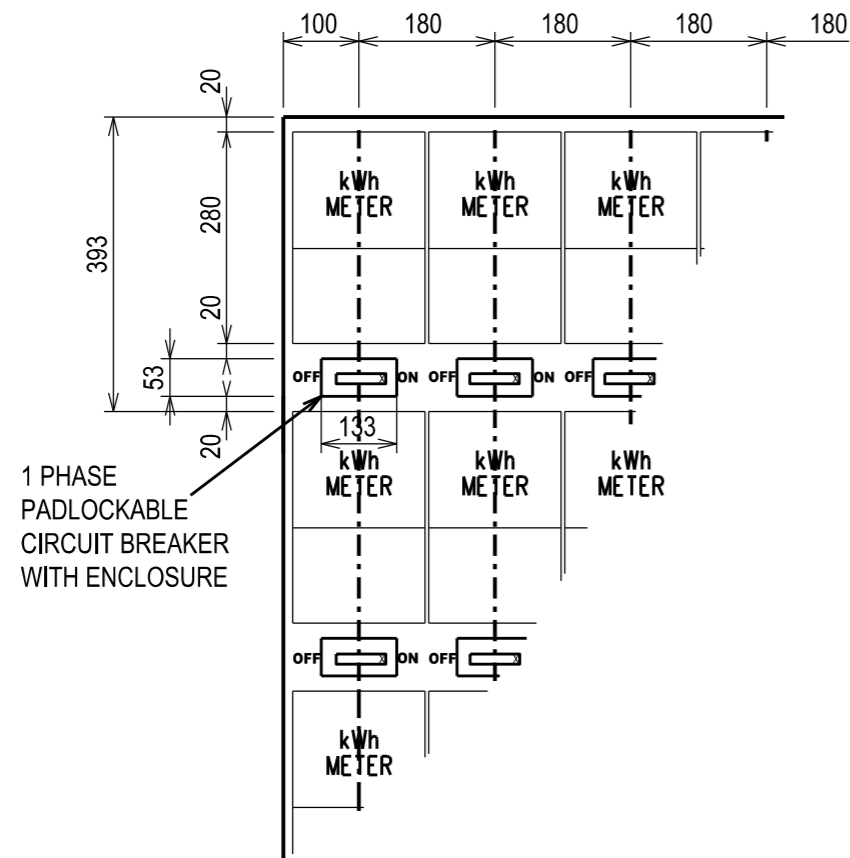 100 180 180 180 180
20
kWh kWh kWh
METER METER METER
280
393
20
OFF ON OFF ON OFF
53
133
20
kWh kWh kWh
METER METER METER
1 PHASE
PADLOCKABLE
CIRCUIT BREAKER
WITH ENCLOSURE
OFF ON OFF
kWh
METER